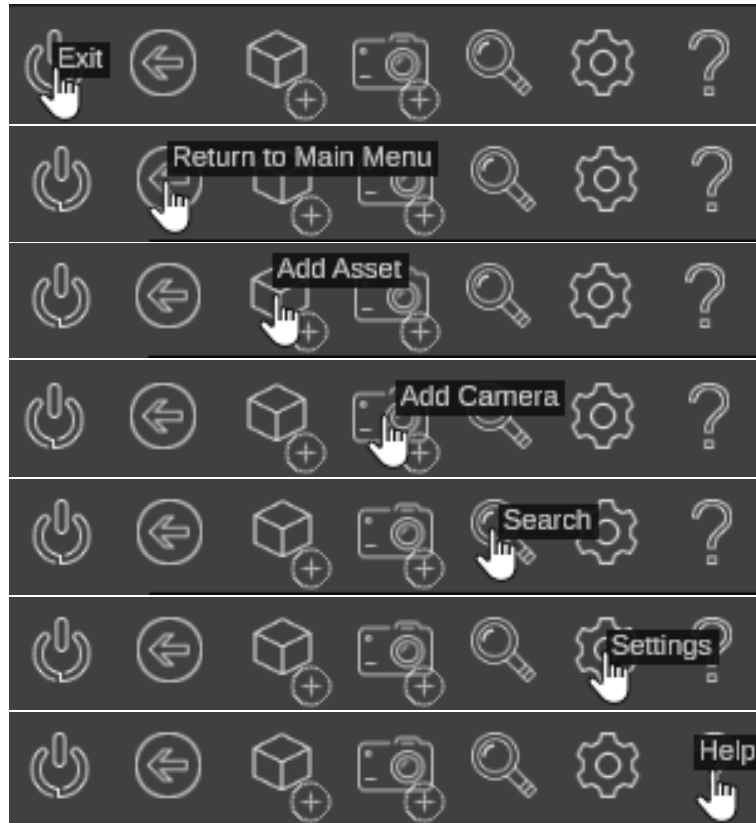 Exit
Return to Main Menu
Add Asset
Add Camera
Search
Settings
Help